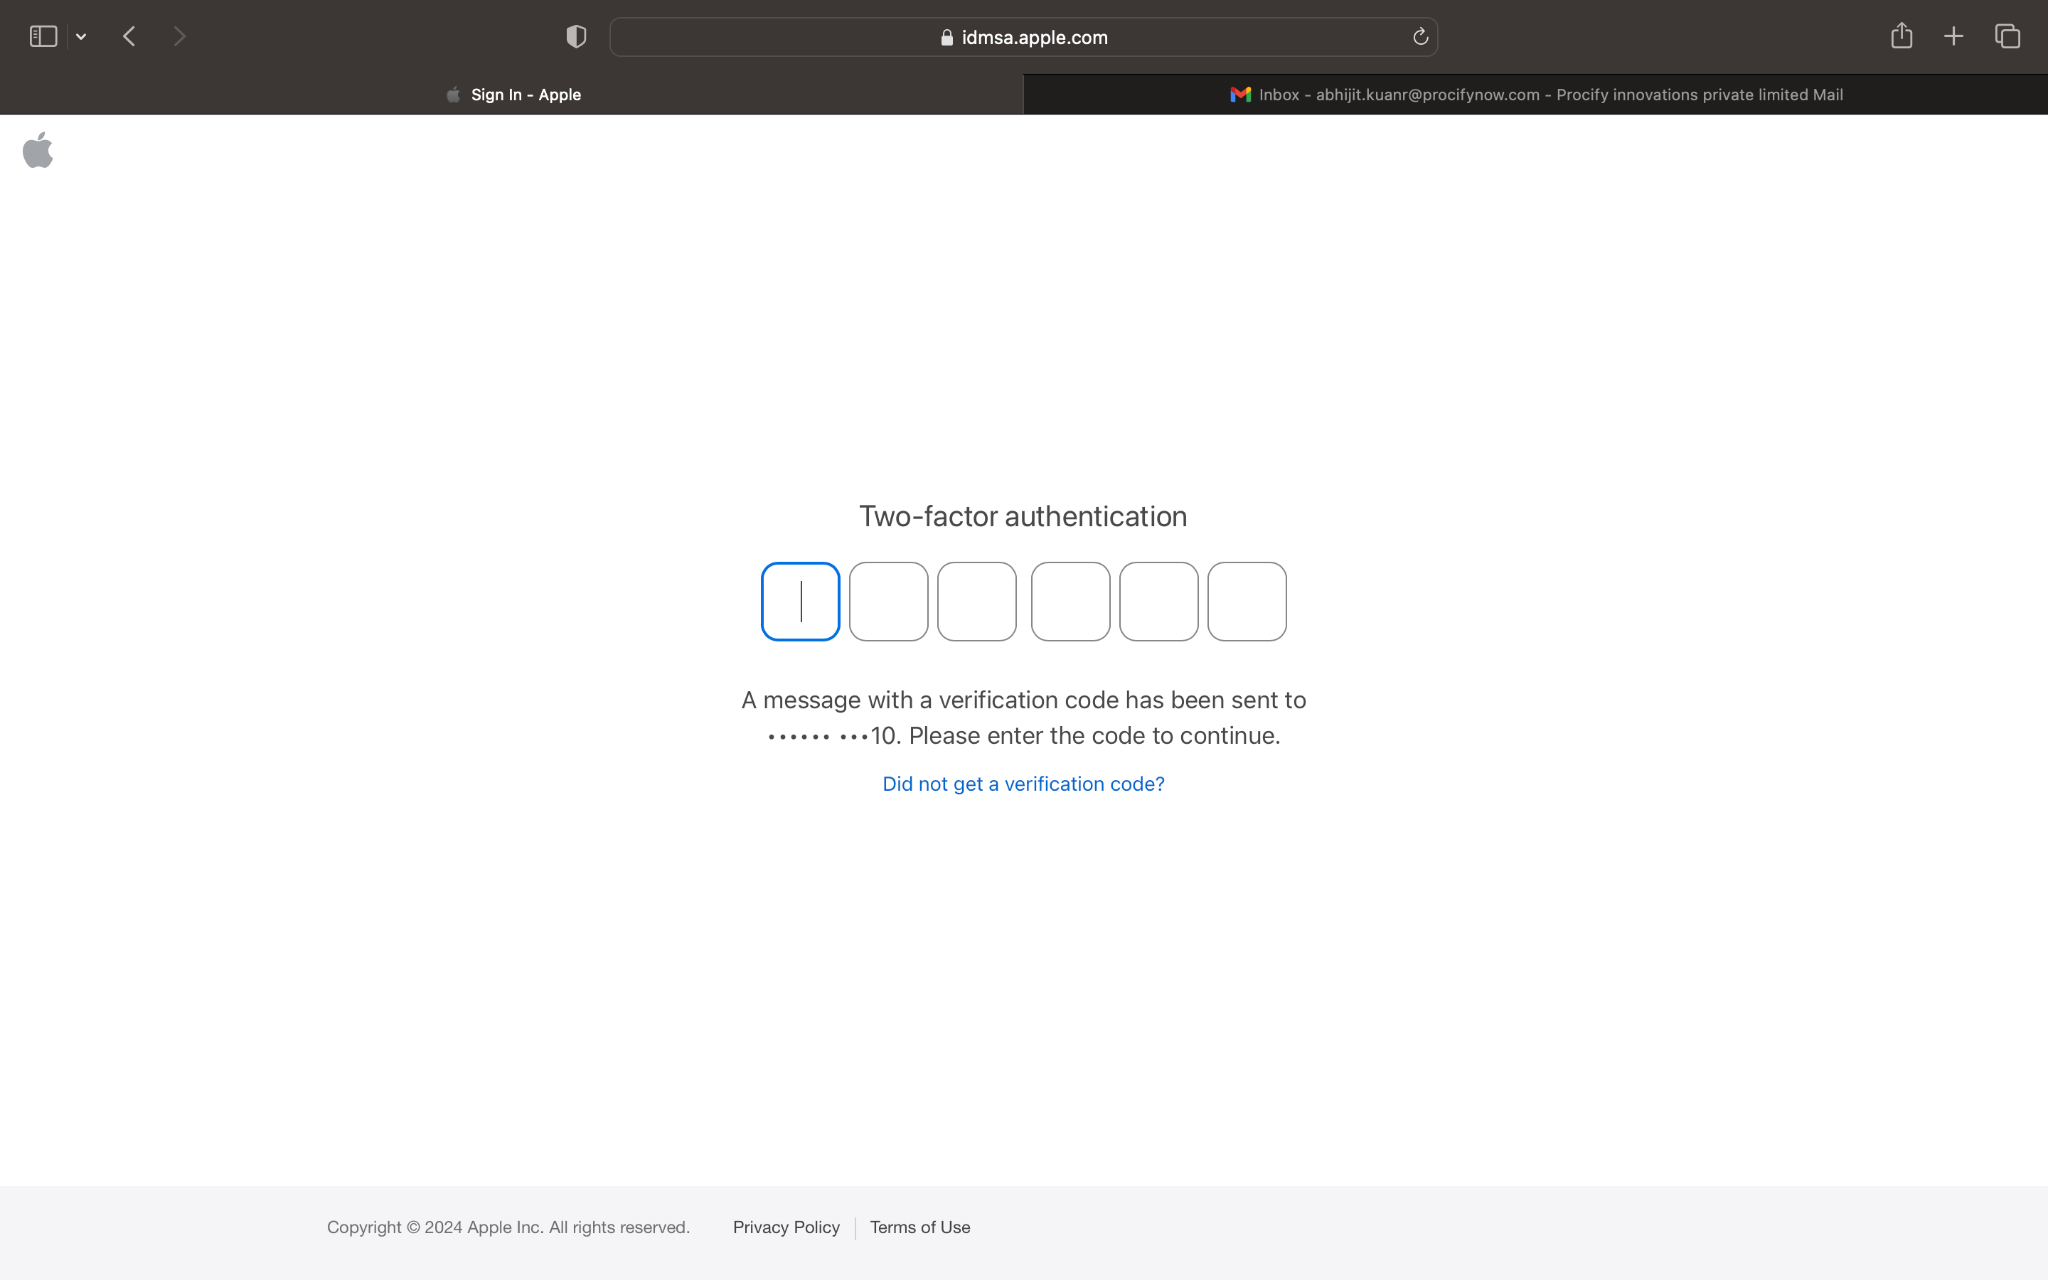 idmsa.apple.com
Sign In - Apple
Inbox - abhijit.kuanr@procifynow.com - Procify innovations private limited Mail
Two-factor authentication
A message with a verification code has been sent to
•••••• •••10. Please enter the code to continue.
Did not get a verification code?
Copyright © 2024 Apple Inc. All rights reserved.
Privacy Policy
Terms of Use